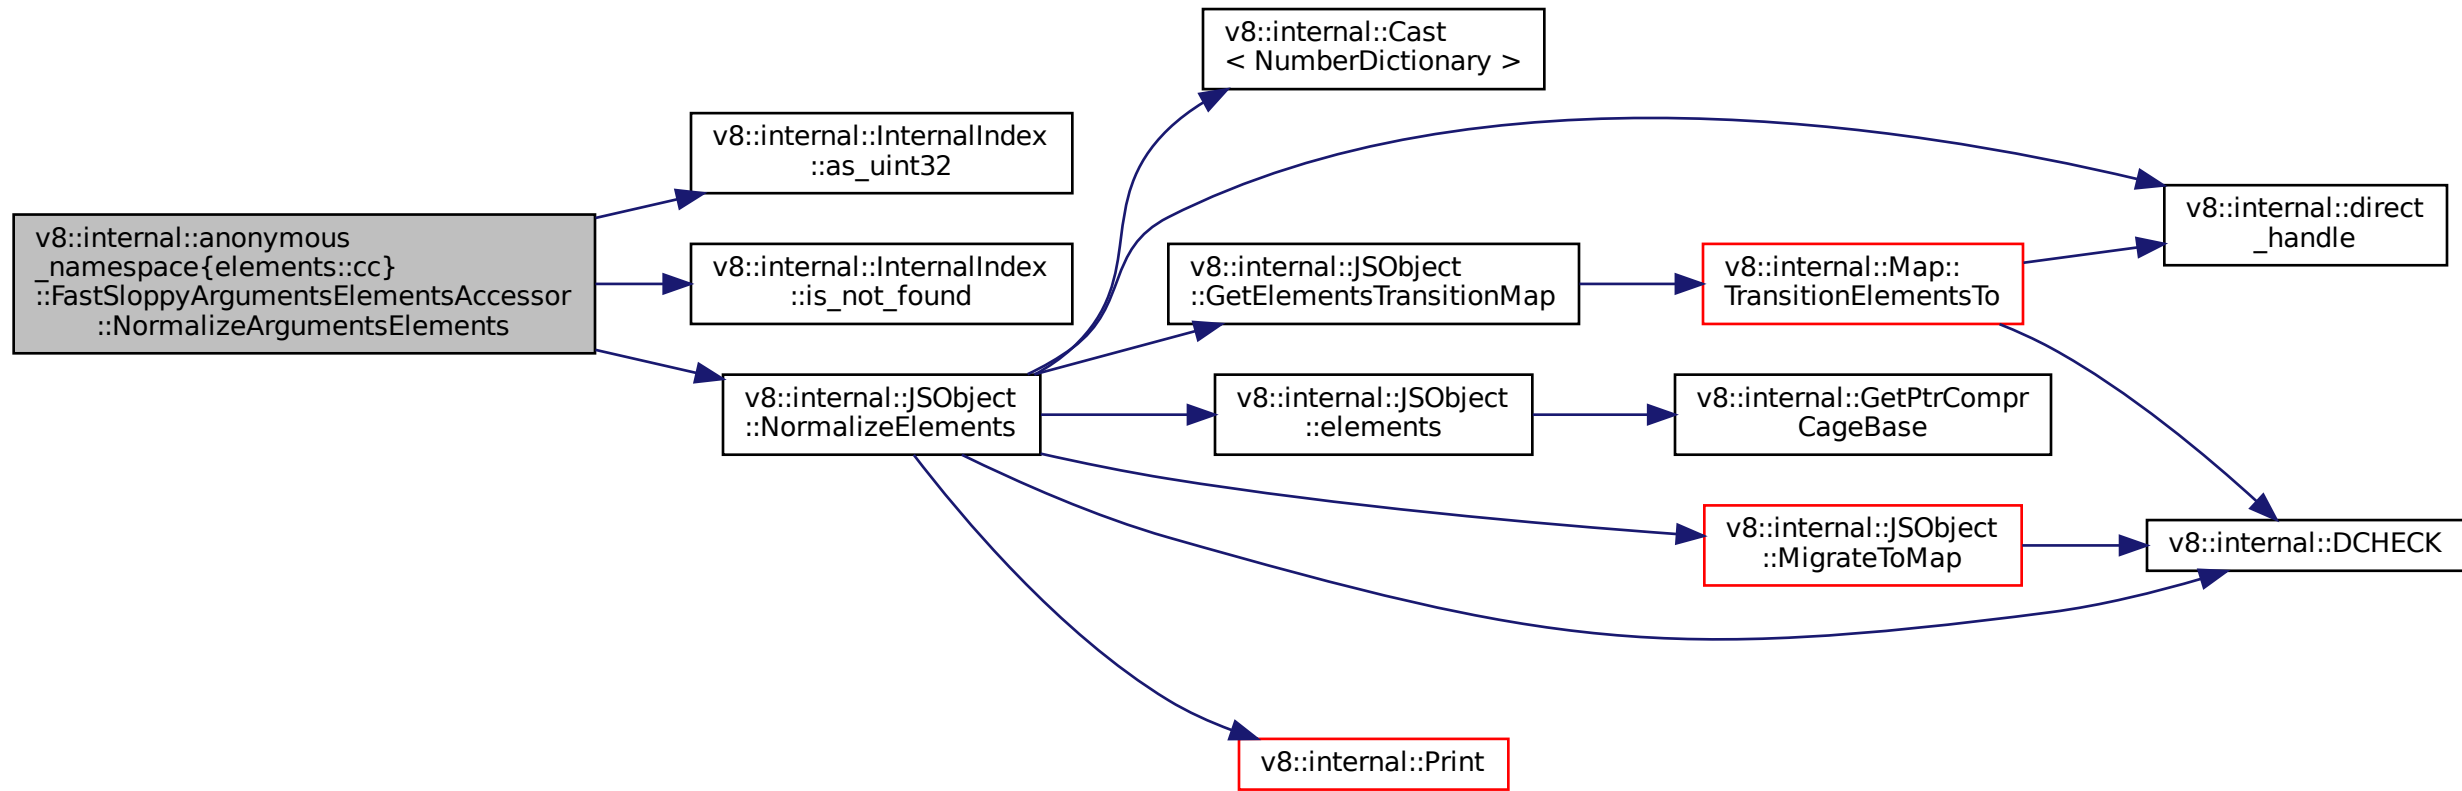 v8::internal::anonymous
_namespace{elements::cc}
::FastSloppyArgumentsElementsAccessor
::NormalizeArgumentsElements
v8::internal::InternalIndex
::as_uint32
v8::internal::InternalIndex
::is_not_found
v8::internal::JSObject
::NormalizeElements
v8::internal::Cast
< NumberDictionary >
v8::internal::JSObject
::GetElementsTransitionMap
v8::internal::JSObject
::elements
v8::internal::Print
v8::internal::Map::
TransitionElementsTo
v8::internal::GetPtrCompr
CageBase
v8::internal::JSObject
::MigrateToMap
v8::internal::direct
_handle
v8::internal::DCHECK